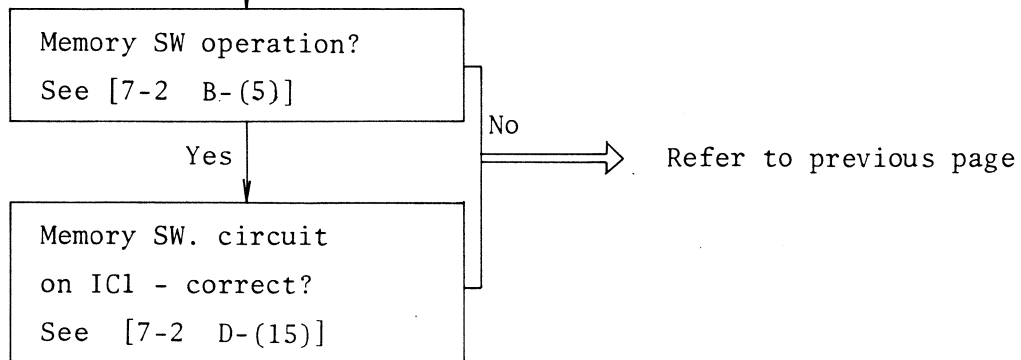 Memory SW operation?
See [7-2 B-(5)]
No
Yes
Refer to previous page
Memory SW. circuit
on IC1 - correct?
See [7-2 D-(15)]